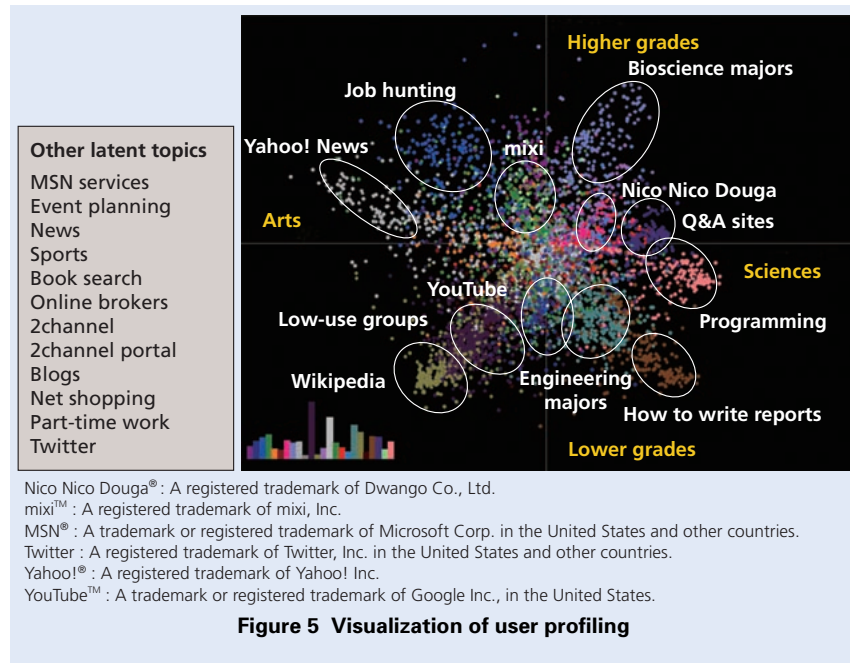 Higher grades
Bioscience majors
Job hunting
Yahoo! News
mixi
Nico Nico Douga
Arts
Q&A sites
Sciences
YouTube
Low-use groups
Programming
Wikipedia
Engineering
majors
How to write reports
Lower grades
Other latent topics
MSN services
Event planning
News
Sports
Book search
Online brokers
2channel
2channel portal
Blogs
Net shopping
Part-time work
Twitter
Nico Nico Douga® : A registered trademark of Dwango Co., Ltd.
mixi™ : A registered trademark of mixi, Inc.
MSN® : A trademark or registered trademark of Microsoft Corp. in the United States and other countries.
Twitter : A registered trademark of Twitter, Inc. in the United States and other countries.
Yahoo!® : A registered trademark of Yahoo! Inc.
YouTube™ : A trademark or registered trademark of Google Inc., in the United States.
Figure 5 Visualization of user profiling